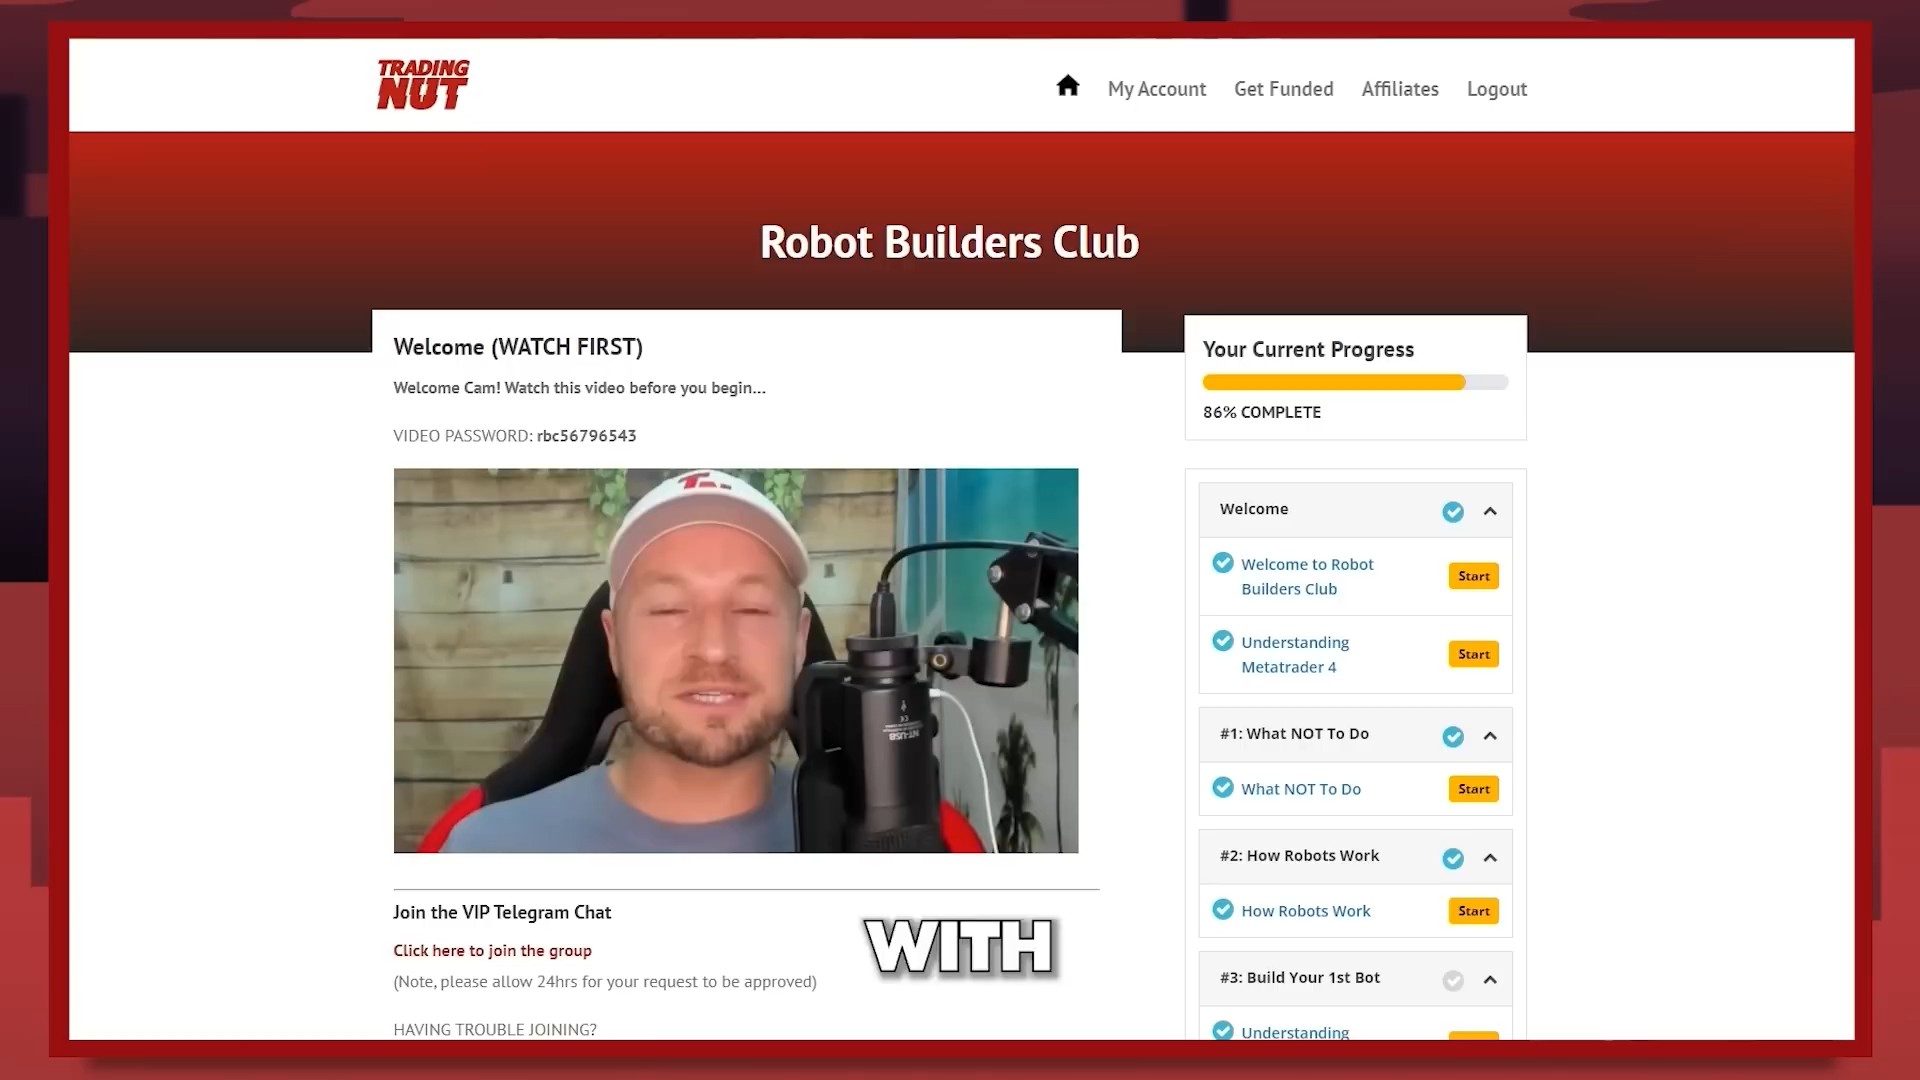 TRADING
NUT
My Account
Get Funded
Affiliates
Logout
Robot Builders Club
Welcome (WATCH FIRST)
Welcome Cam! Watch this video before you begin...
VIDEO PASSWORD: rbc56796543
NT-USB
Join the VIP Telegram Chat
Click here to join the group
(Note, please allow 24hrs for your request to be approved)
HAVING TROUBLE JOINING?
WITH
Your Current Progress
86% COMPLETE
Welcome
Welcome to Robot
Builders Club
Start
Understanding
Metatrader 4
Start
#1: What NOT To Do
What NOT To Do
Start
#2: How Robots Work
How Robots Work
Start
#3: Build Your 1st Bot
Understanding